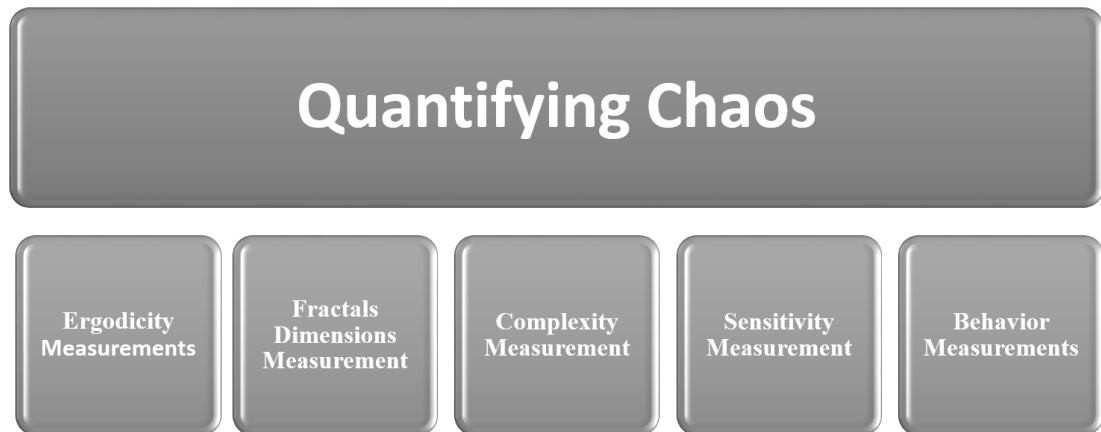 Quantifying Chaos
Ergodicity
Measurements
Fractals
Dimensions
Measurement
Complexity
Measurement
Sensitivity
Measurement
Behavior
Measurements